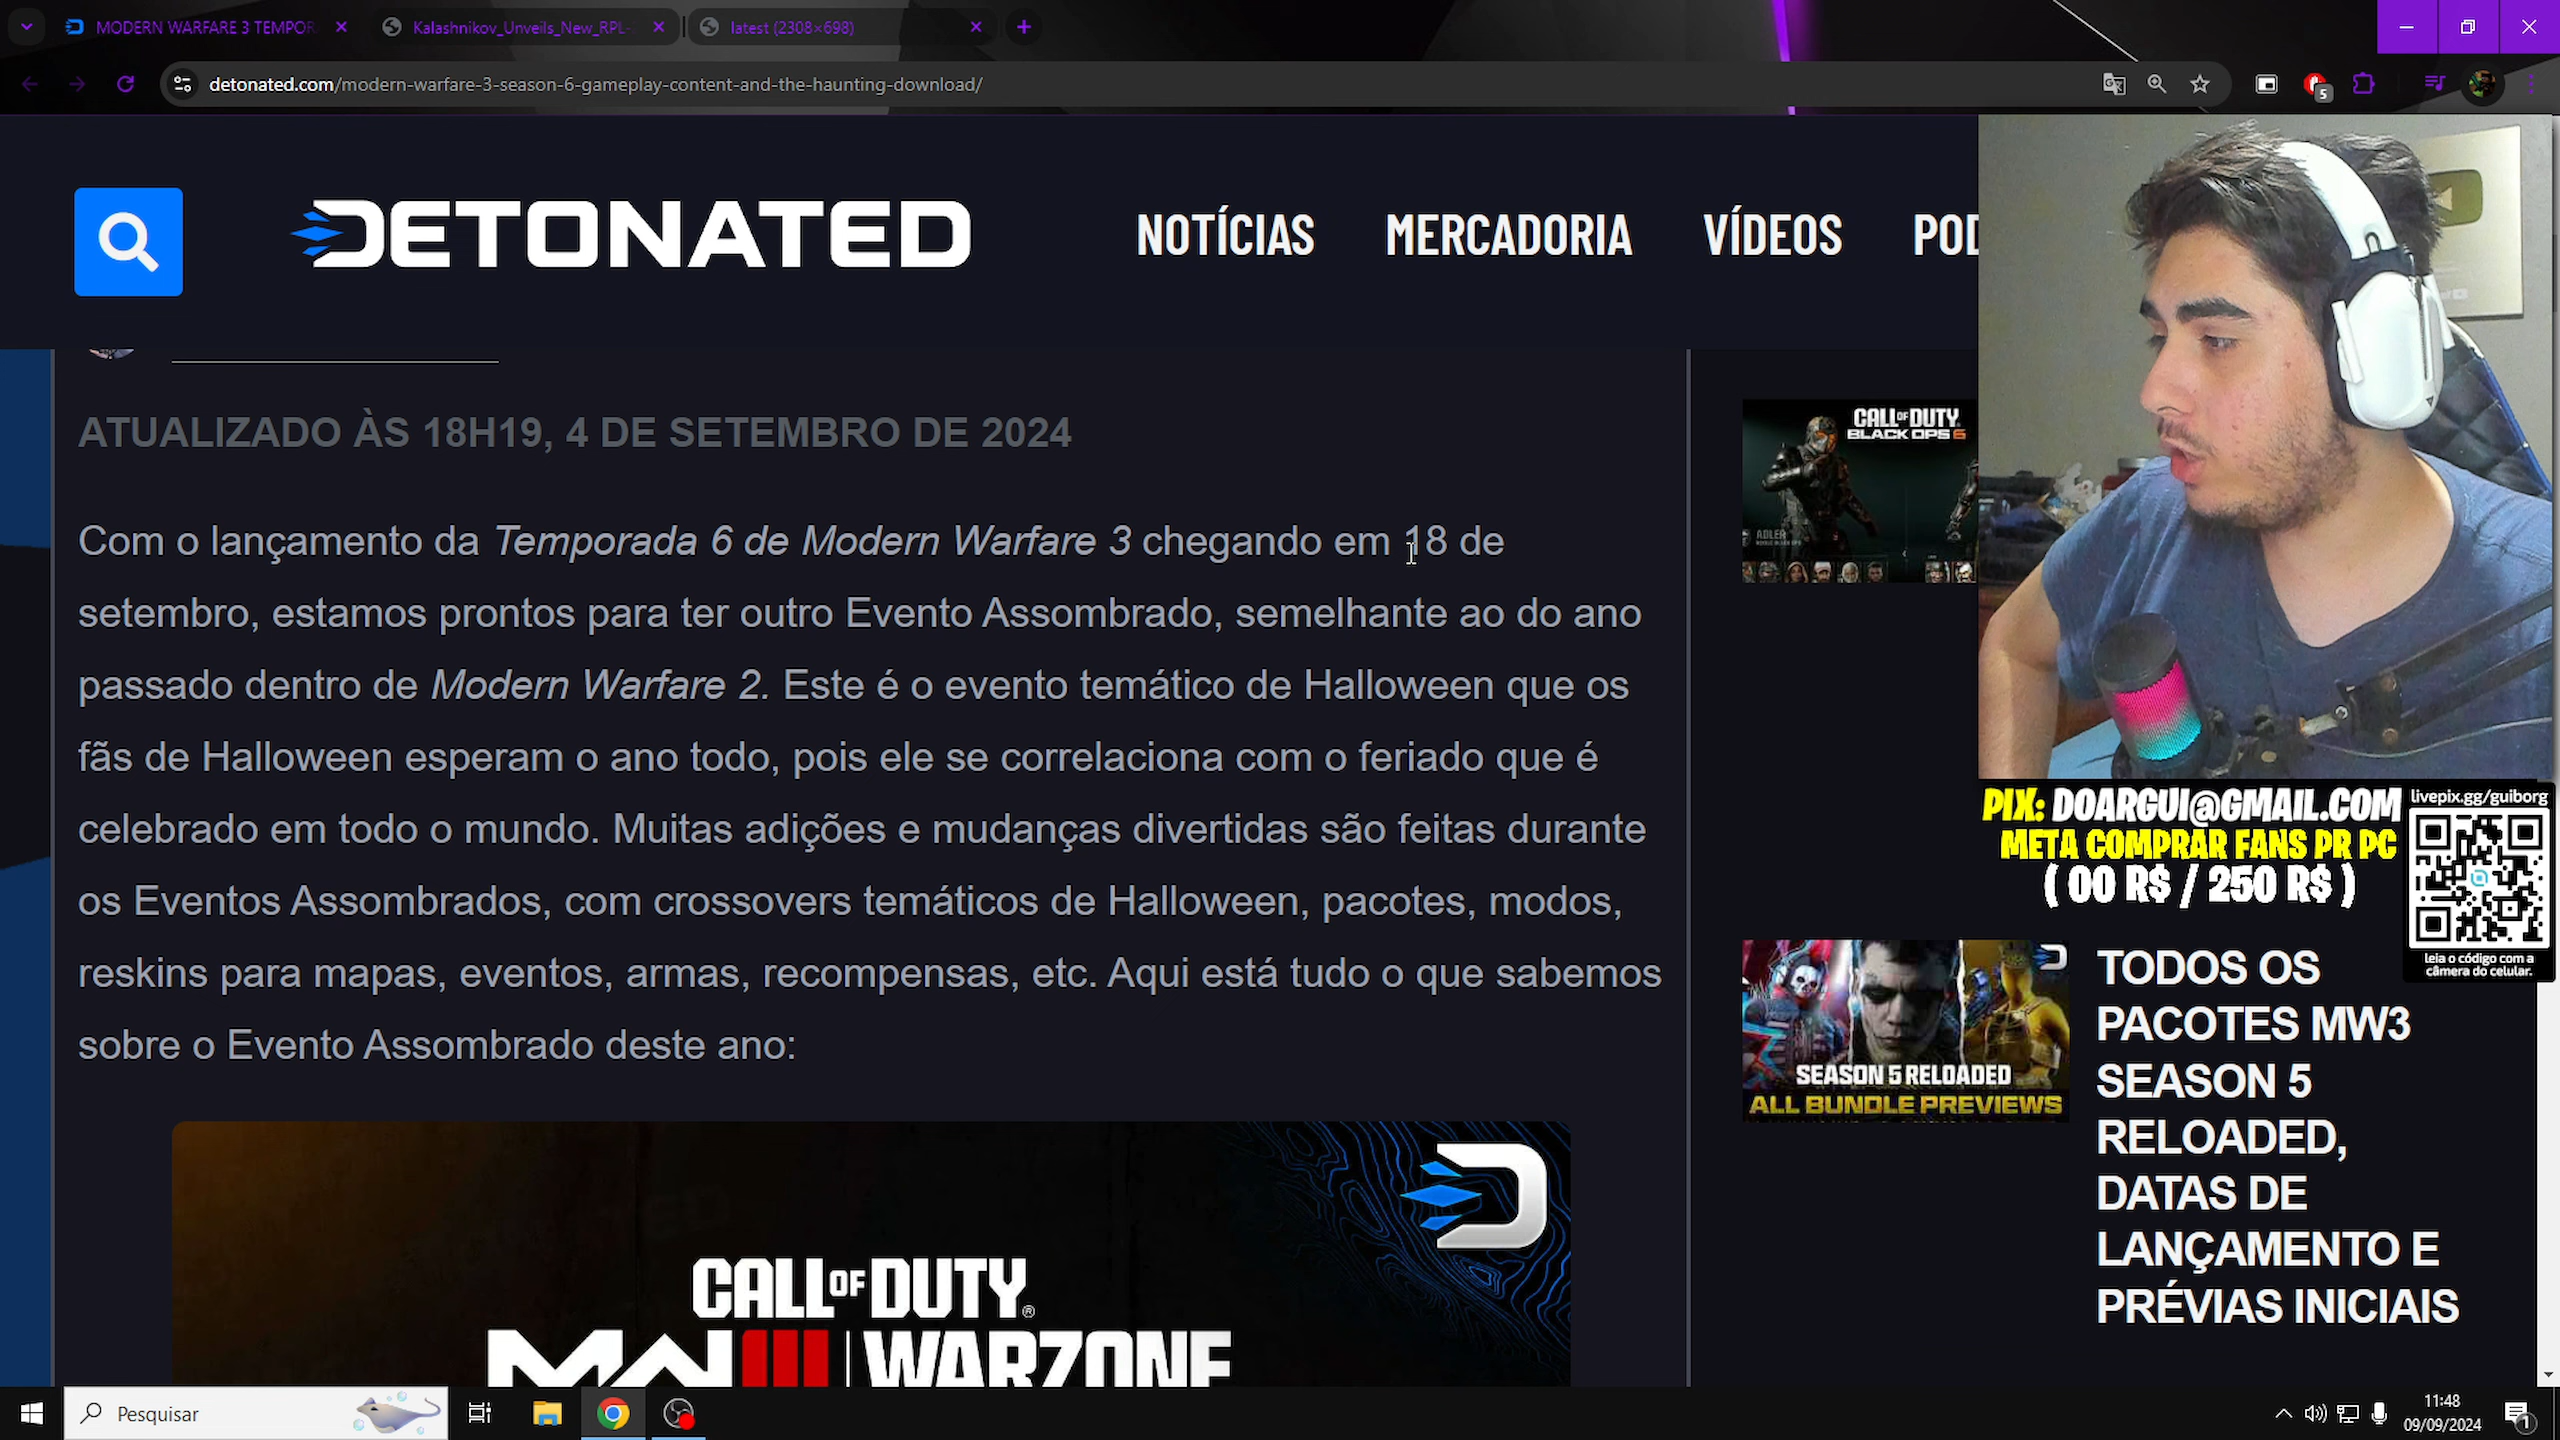 MODERN WARFARE 3 TEMPOR
Kalashnikov_Unveils_New_RPL-
latest (2308×698)
detonated.com/modern-warfare-3-season-6-gameplay-content-and-the-haunting-download/
5
DETONATED
NOTÍCIAS
MERCADORIA
VÍDEOS
POD
ATUALIZADO ÀS 18H19, 4 DE SETEMBRO DE 2024
Com o lançamento da Temporada 6 de Modern Warfare 3 chegando em 18 de
setembro, estamos prontos para ter outro Evento Assombrado, semelhante ao do ano
passado dentro de Modern Warfare 2. Este é o evento temático de Halloween que os
fãs de Halloween esperam o ano todo, pois ele se correlaciona com o feriado que é
celebrado em todo o mundo. Muitas adições e mudanças divertidas são feitas durante
os Eventos Assombrados, com crossovers temáticos de Halloween, pacotes, modos,
reskins para mapas, eventos, armas, recompensas, etc. Aqui está tudo o que sabemos
sobre o Evento Assombrado deste ano:
CALL OF DUTY®
MWIII | WARZONE
CALL OF DUTY
BLACK OPS 6
ADLER
PIX: DOARGUI@GMAIL.COM
META COMPRAR FANS PR PC
( 00 R$ / 250 R$ )
livepix.gg/guiborg
leia o código com a
câmera do celular.
SEASON 5 RELOADED
ALL BUNDLE PREVIEWS
TODOS OS
PACOTES MW3
SEASON 5
RELOADED,
DATAS DE
LANÇAMENTO E
PRÉVIAS INICIAIS
Pesquisar
11:48
09/09/2024
1